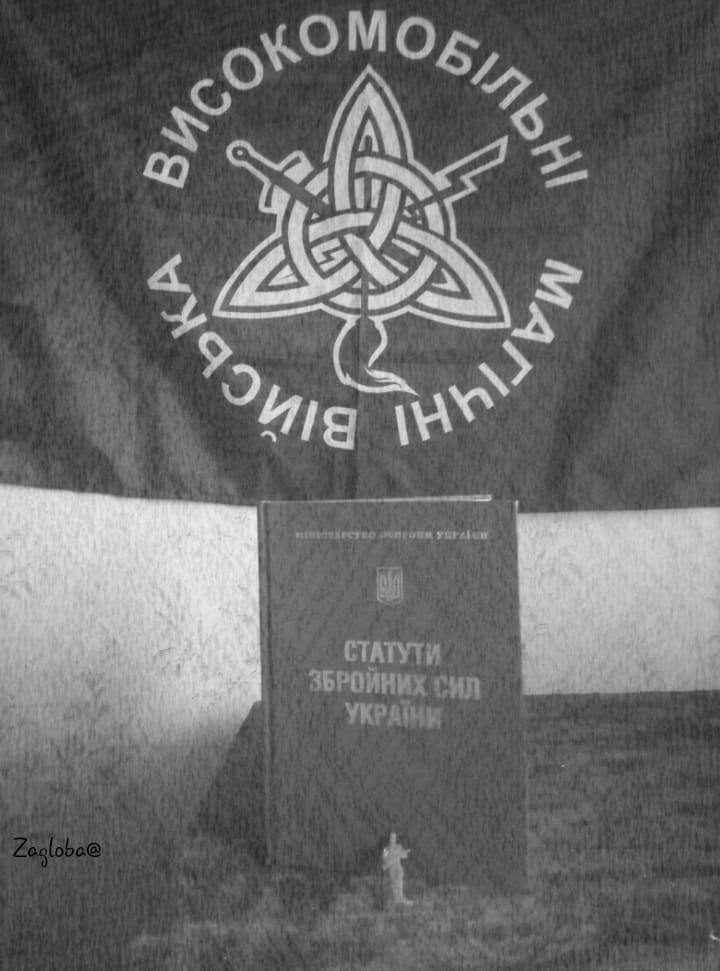 ВИСОКОМОБІЛЬНІ
МАГІЧНІ ВІЙСЬКА
МІНІСТЕРСТВО ОБОРОНИ УКРАЇНИ
СТАТУТИ
ЗБРОЙНИХ СИЛ
УКРАЇНИ
Zagloba@